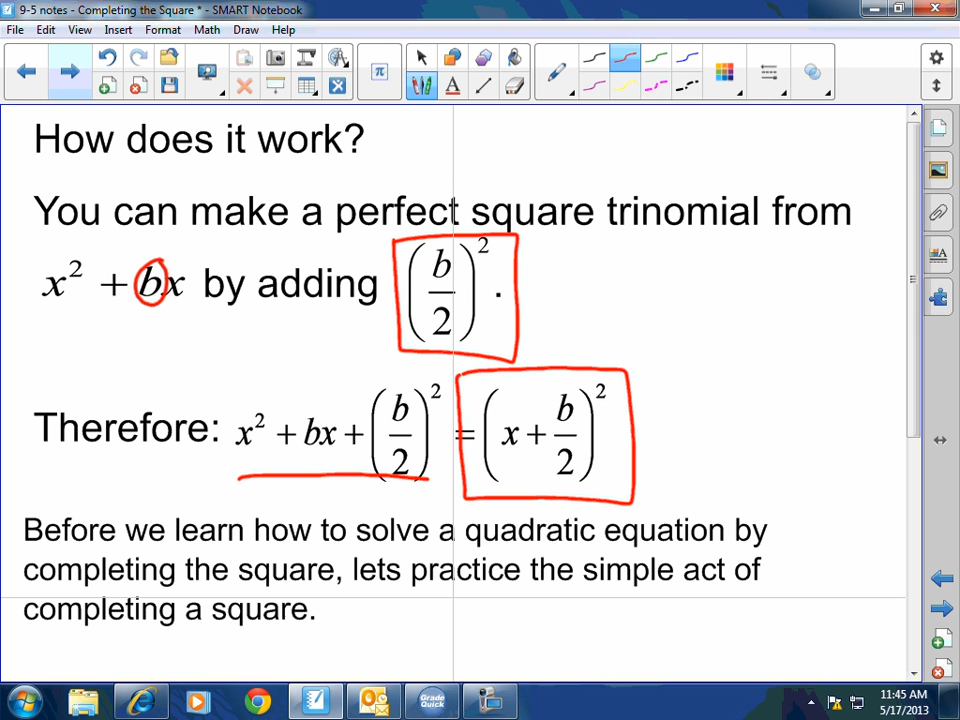 9-5 notes - Completing the Square * - SMART Notebook
File Edit View Insert Format Math Draw Help
π
A
How does it work?
You can make a perfect square trinomial from
x² + bx by adding (b/2)².
Therefore: x² + bx + (b/2)² = (x + b/2)²
Before we learn how to solve a quadratic equation by
completing the square, lets practice the simple act of
completing a square.
Grade
Quick
11:45 AM
5/17/2013